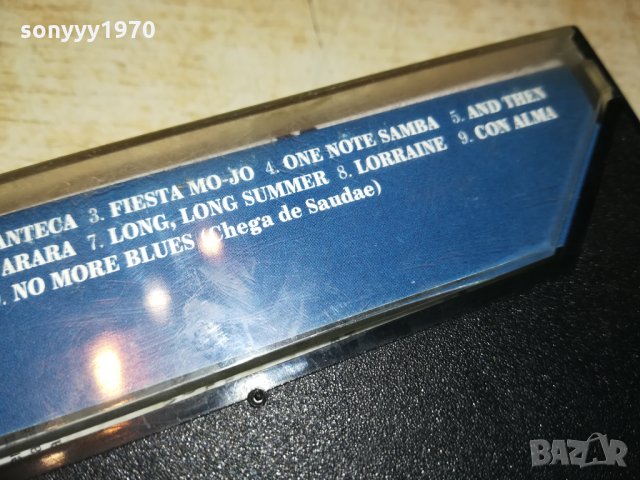 sonyyy1970
ANTECA 3. FIESTA MO-JO 4. ONE NOTE SAMBA 5. AND THEN
ARARA 7. LONG, LONG SUMMER 8. LORRAINE 9. CON ALMA
. NO MORE BLUES (Chega de Saudae)
BAZAR
bg